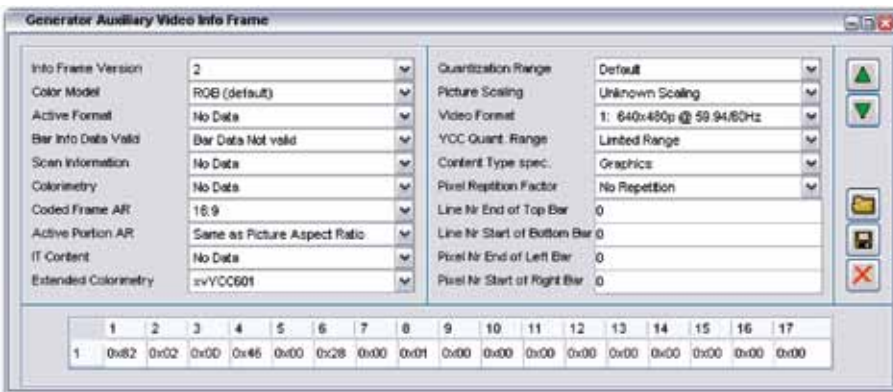 Generator Auxiliary Video Info Frame
Info Frame Version 2
Color Model RGB (default)
Active Format No Data
Bar Info Data Valid Bar Data Not valid
Scan Information No Data
Colorimetry No Data
Coded Frame AR 16:9
Active Portion AR Same as Picture Aspect Ratio
IT Content No Data
Extended Colorimetry xvYCC601
Quantization Range Default
Picture Scaling Unknown Scaling
Video Format 1: 640x480p @ 59.94/60Hz
YCC Quant. Range Limited Range
Content Type spec. Graphics
Pixel Reptition Factor No Repetition
Line Nr End of Top Bar 0
Line Nr Start of Bottom Bar 0
Pixel Nr End of Left Bar 0
Pixel Nr Start of Right Bar 0
1 2 3 4 5 6 7 8 9 10 11 12 13 14 15 16 17
1 0x82 0x02 0x0D 0x46 0x00 0x28 0x00 0x01 0x00 0x00 0x00 0x00 0x00 0x00 0x00 0x00 0x00